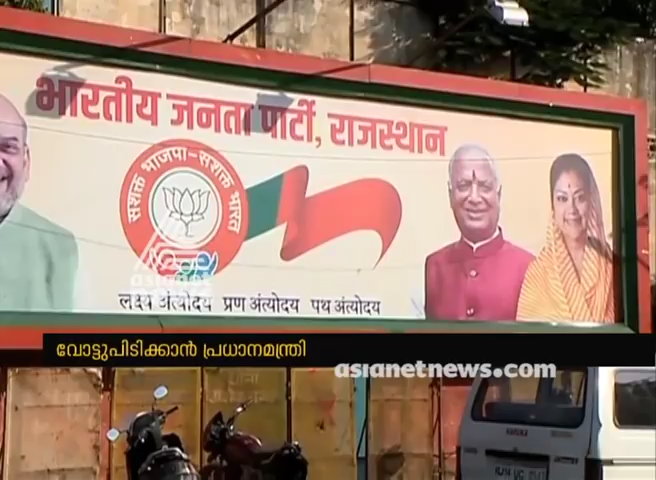 भारतीय जनता पार्टी, राजस्थान
सशक्त भाजपा-सशक्त भारत
लक्ष्य अंत्योदय प्रण अंत्योदय पथ अंत्योदय
വോട്ടുപിടിക്കാൻ പ്രധാനമന്ത്രി
asianetnews.com